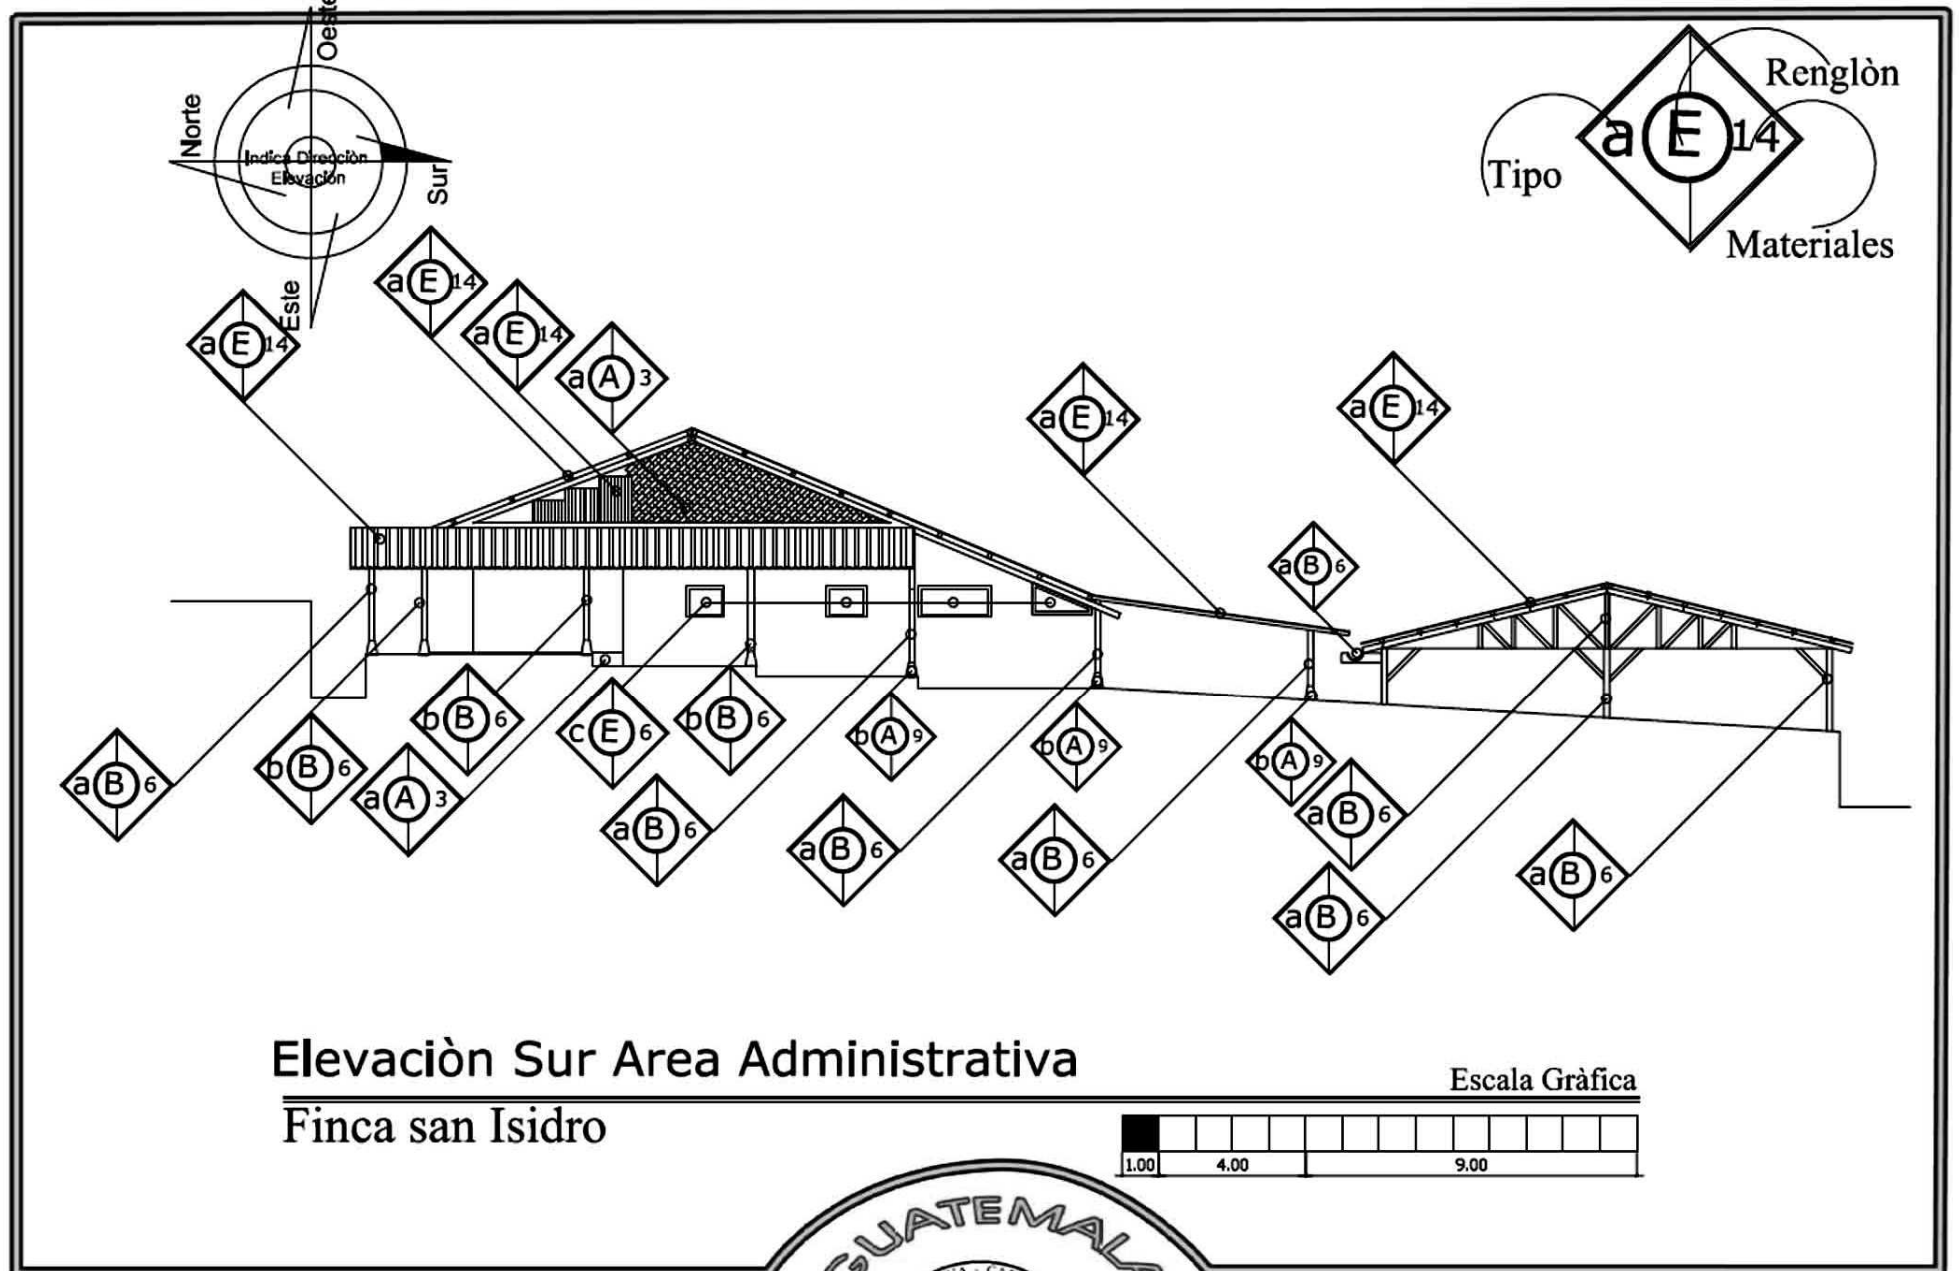 Oeste
Norte
Indica Direcciòn
Elevaciòn
Sur
Este
Renglòn
a E 14
Tipo
Materiales
a E 14
a E 14
a E 14
a A 3
a E 14
a E 14
a B 6
b B 6
c E 6
b B 6
b A 9
b A 9
b A 9
a B 6
b B 6
a A 3
a B 6
a B 6
a B 6
a B 6
a B 6
a B 6
Elevaciòn Sur Area Administrativa
Escala Gràfica
Finca san Isidro
1.00 4.00 9.00
GUATEMALA